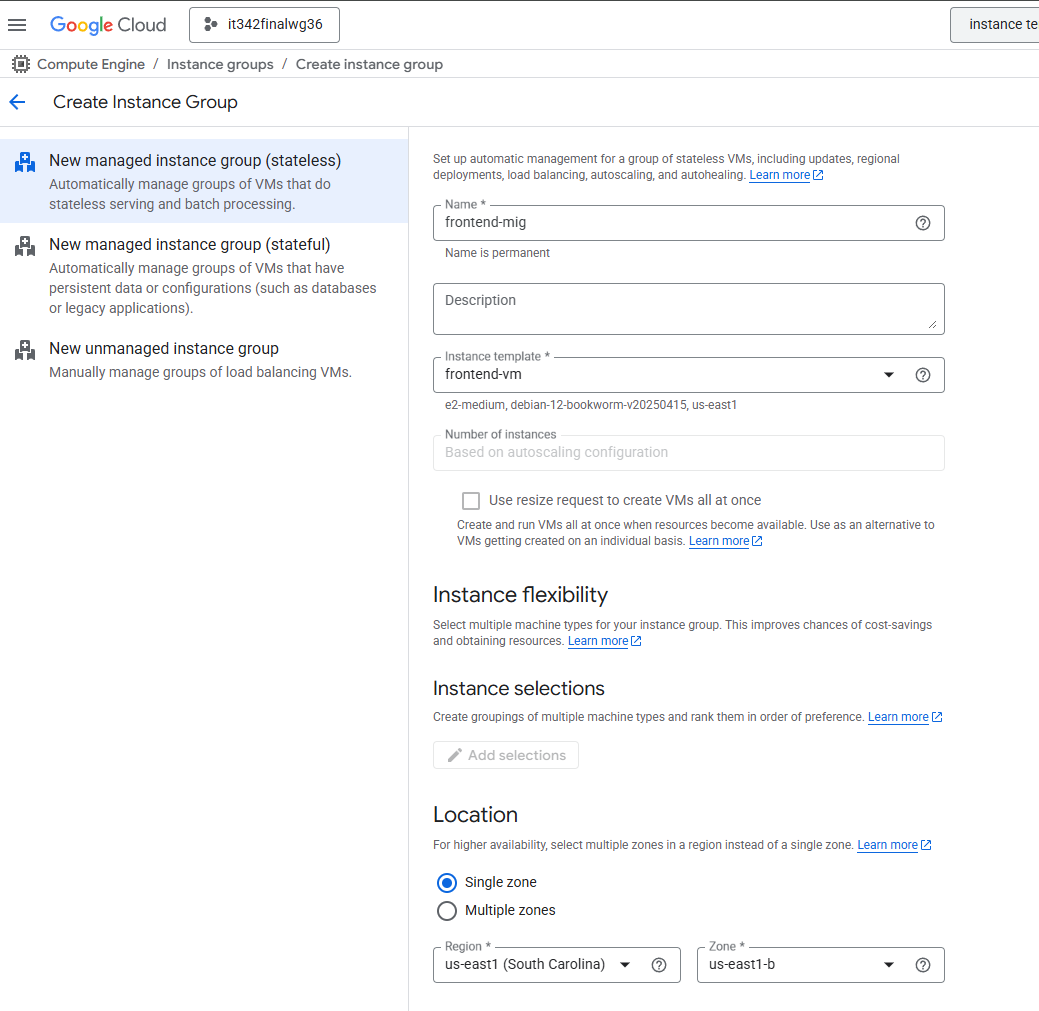 Google Cloud
it342finalwg36
instance te
Compute Engine / Instance groups / Create instance group
Create Instance Group
New managed instance group (stateless)
Automatically manage groups of VMs that do
stateless serving and batch processing.
New managed instance group (stateful)
Automatically manage groups of VMs that have
persistent data or configurations (such as databases
or legacy applications).
New unmanaged instance group
Manually manage groups of load balancing VMs.
Set up automatic management for a group of stateless VMs, including updates, regional
deployments, load balancing, autoscaling, and autohealing. Learn more
Name *
frontend-mig
Name is permanent
Description
Instance template *
frontend-vm
e2-medium, debian-12-bookworm-v20250415, us-east1
Number of instances
Based on autoscaling configuration
Use resize request to create VMs all at once
Create and run VMs all at once when resources become available. Use as an alternative to
VMs getting created on an individual basis. Learn more
Instance flexibility
Select multiple machine types for your instance group. This improves chances of cost-savings
and obtaining resources. Learn more
Instance selections
Create groupings of multiple machine types and rank them in order of preference. Learn more
Add selections
Location
For higher availability, select multiple zones in a region instead of a single zone. Learn more
Single zone
Multiple zones
Region *
us-east1 (South Carolina)
Zone *
us-east1-b